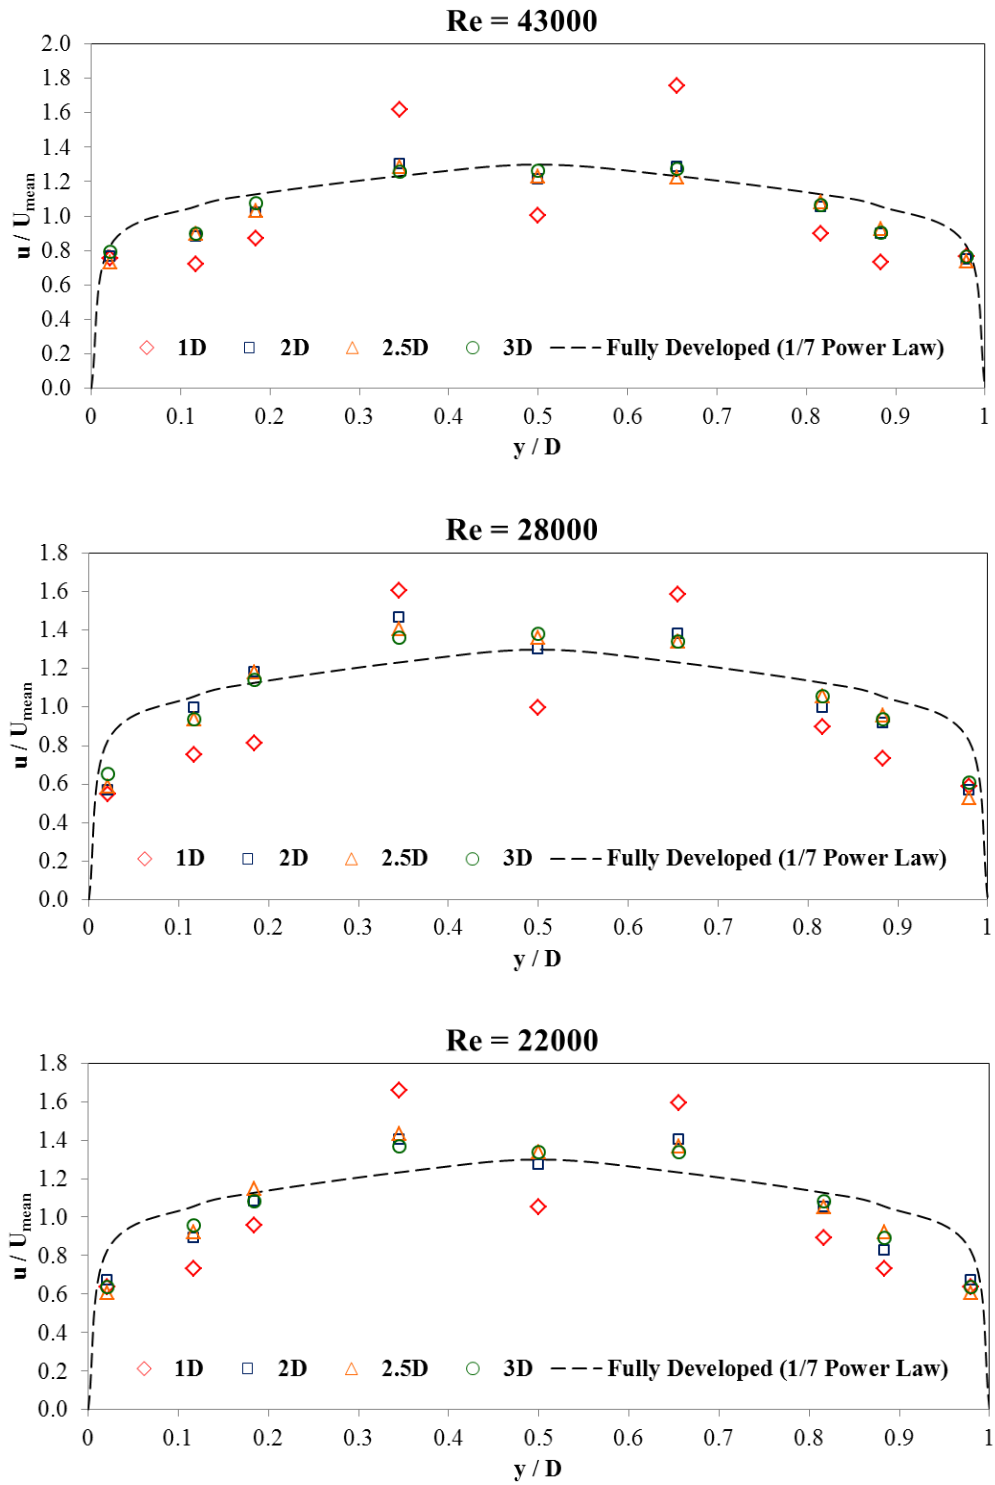 Re = 43000
2.0
1.8
1.6
1.4
1.2
1.0
0.8
0.6
0.4
0.2
0.0
u / Umean
1D 2D 2.5D 3D Fully Developed (1/7 Power Law)
0 0.1 0.2 0.3 0.4 0.5 0.6 0.7 0.8 0.9 1
y / D
Re = 28000
1.8
1.6
1.4
1.2
1.0
0.8
0.6
0.4
0.2
0.0
u / Umean
1D 2D 2.5D 3D Fully Developed (1/7 Power Law)
0 0.1 0.2 0.3 0.4 0.5 0.6 0.7 0.8 0.9 1
y / D
Re = 22000
1.8
1.6
1.4
1.2
1.0
0.8
0.6
0.4
0.2
0.0
u / Umean
1D 2D 2.5D 3D Fully Developed (1/7 Power Law)
0 0.1 0.2 0.3 0.4 0.5 0.6 0.7 0.8 0.9 1
y / D